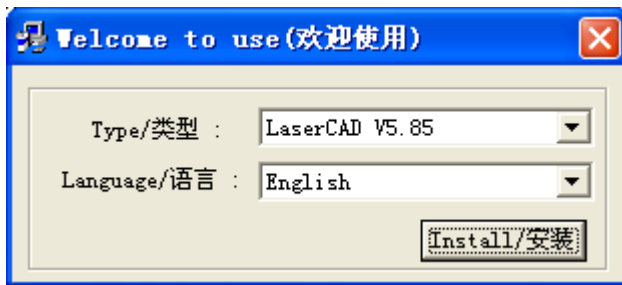 Welcome to use(欢迎使用)
Type/类型 : LaserCAD V5.85
Language/语言 : English
Install/安装